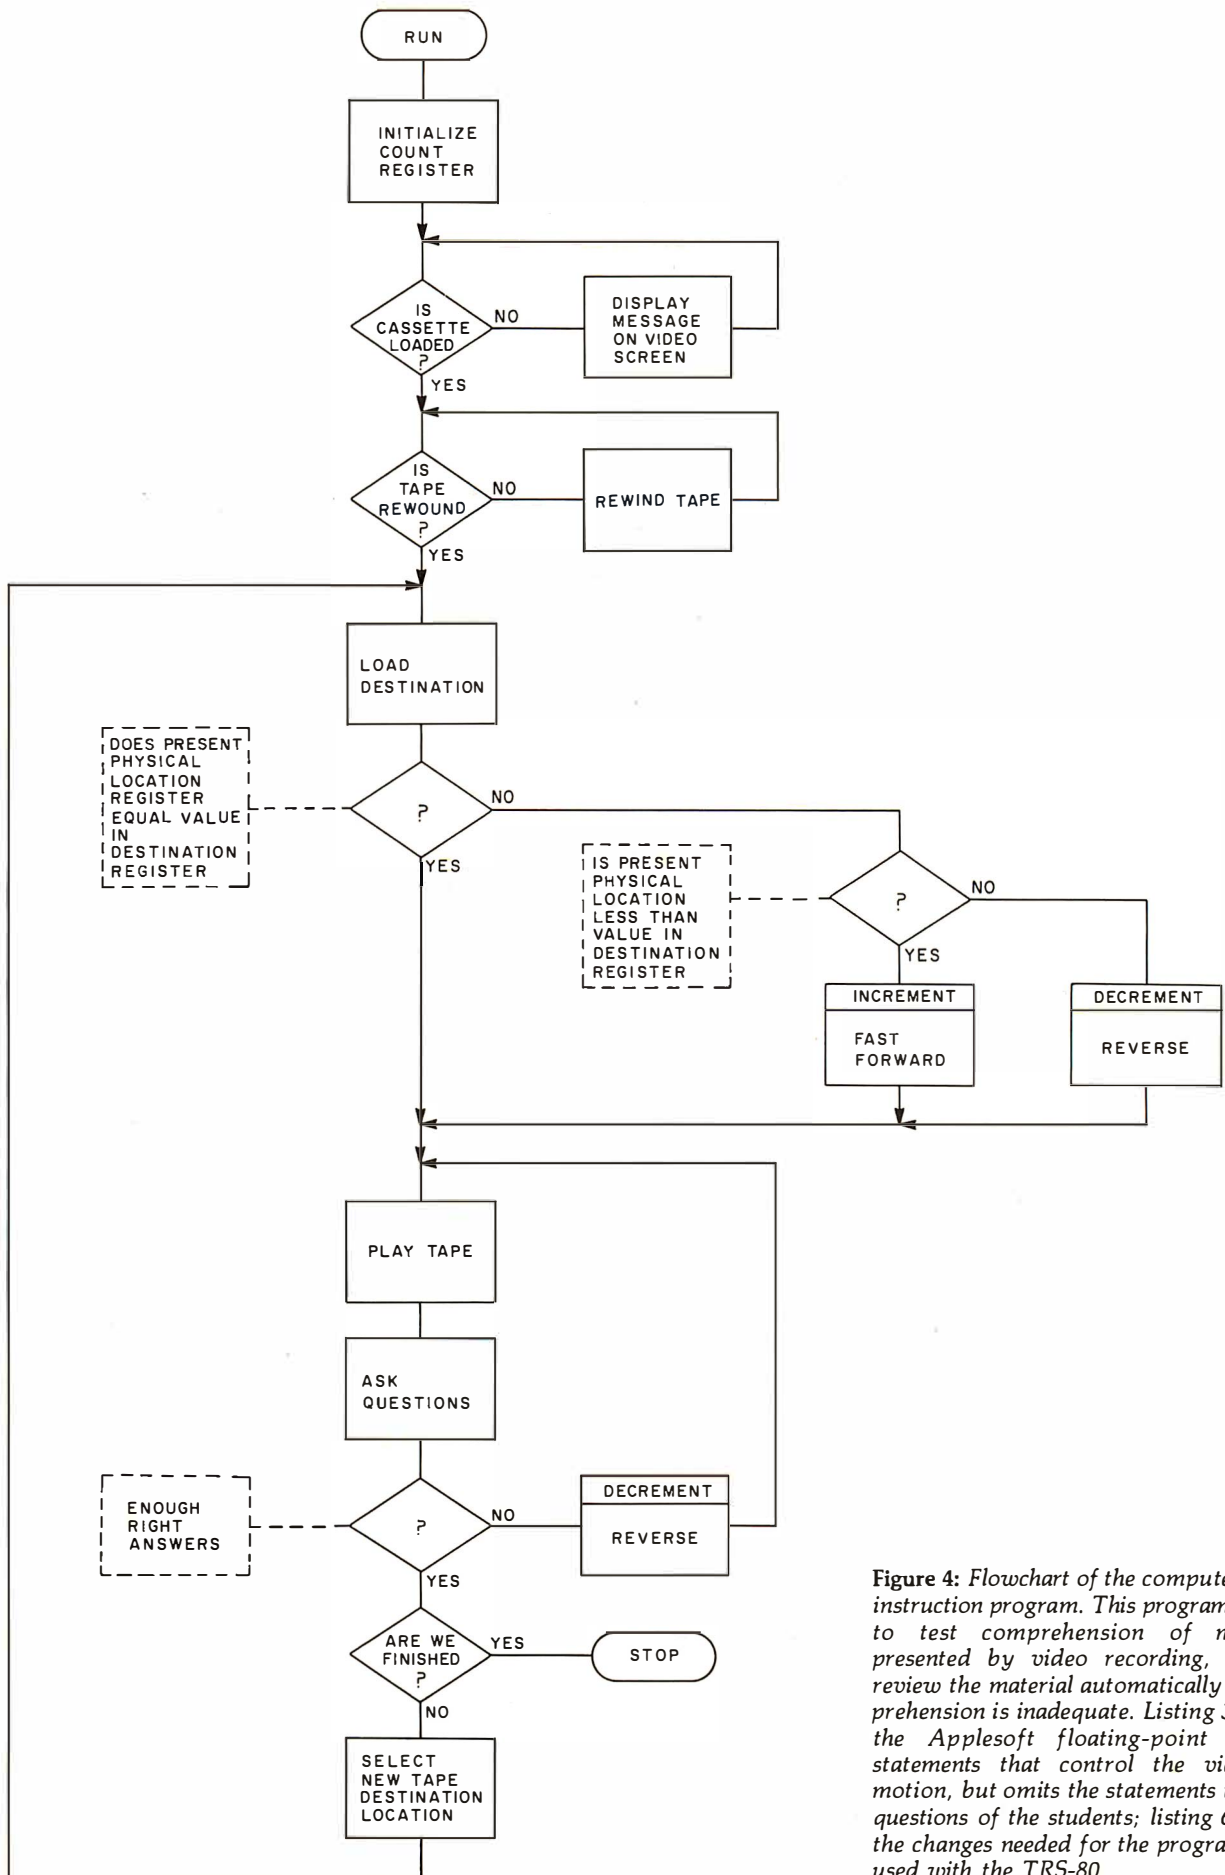 RUN
INITIALIZE
COUNT
REGISTER
IS
CASSETTE
LOADED
?
NO
DISPLAY
MESSAGE
ON VIDEO
SCREEN
YES
IS
TAPE
REWOUND
?
NO
REWIND TAPE
YES
LOAD
DESTINATION
DOES PRESENT
PHYSICAL
LOCATION
REGISTER
EQUAL VALUE
IN
DESTINATION
REGISTER
?
NO
YES
IS PRESENT
PHYSICAL
LOCATION
LESS THAN
VALUE IN
DESTINATION
REGISTER
?
NO
YES
INCREMENT
FAST
FORWARD
DECREMENT
REVERSE
PLAY TAPE
ASK
QUESTIONS
ENOUGH
RIGHT
ANSWERS
?
NO
DECREMENT
REVERSE
YES
ARE WE
FINISHED
?
YES
STOP
NO
SELECT
NEW TAPE
DESTINATION
LOCATION
Figure 4: Flowchart of the compute
instruction program. This program
to test comprehension of
presented by video recording,
review the material automatically
prehension is inadequate. Listing
the Applesoft floating-point
statements that control the
motion, but omits the statements
questions of the students; listing
the changes needed for the
used with the TRS-80